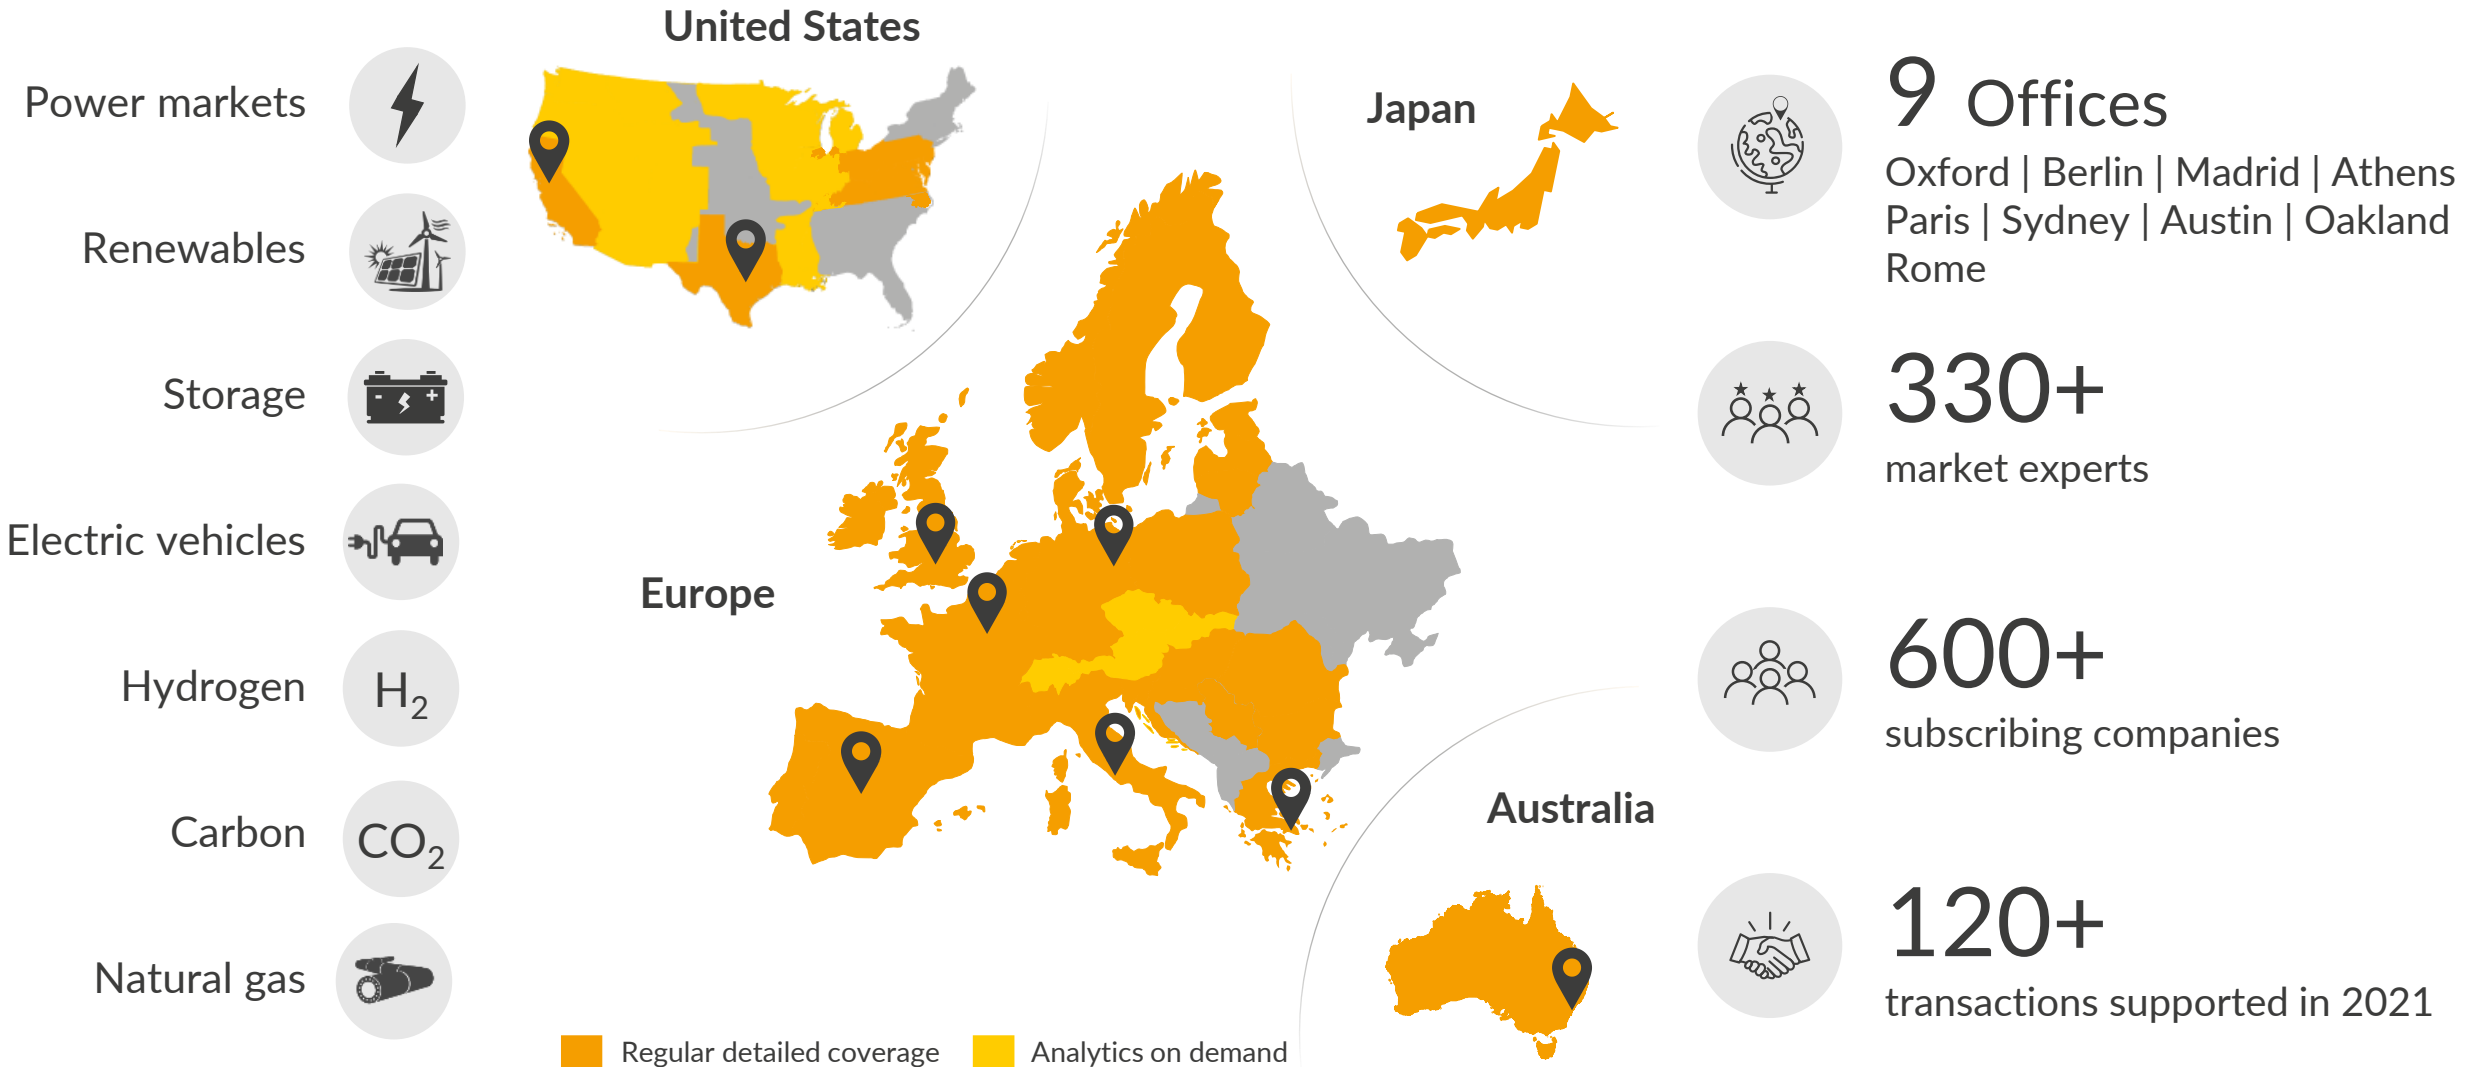 Power markets
Renewables
Storage
Electric vehicles
Hydrogen
H2
Carbon
CO2
Natural gas
United States
Japan
Europe
Australia
Regular detailed coverage
Analytics on demand
9 Offices
Oxford | Berlin | Madrid | Athens
Paris | Sydney | Austin | Oakland
Rome
330+
market experts
600+
subscribing companies
120+
transactions supported in 2021